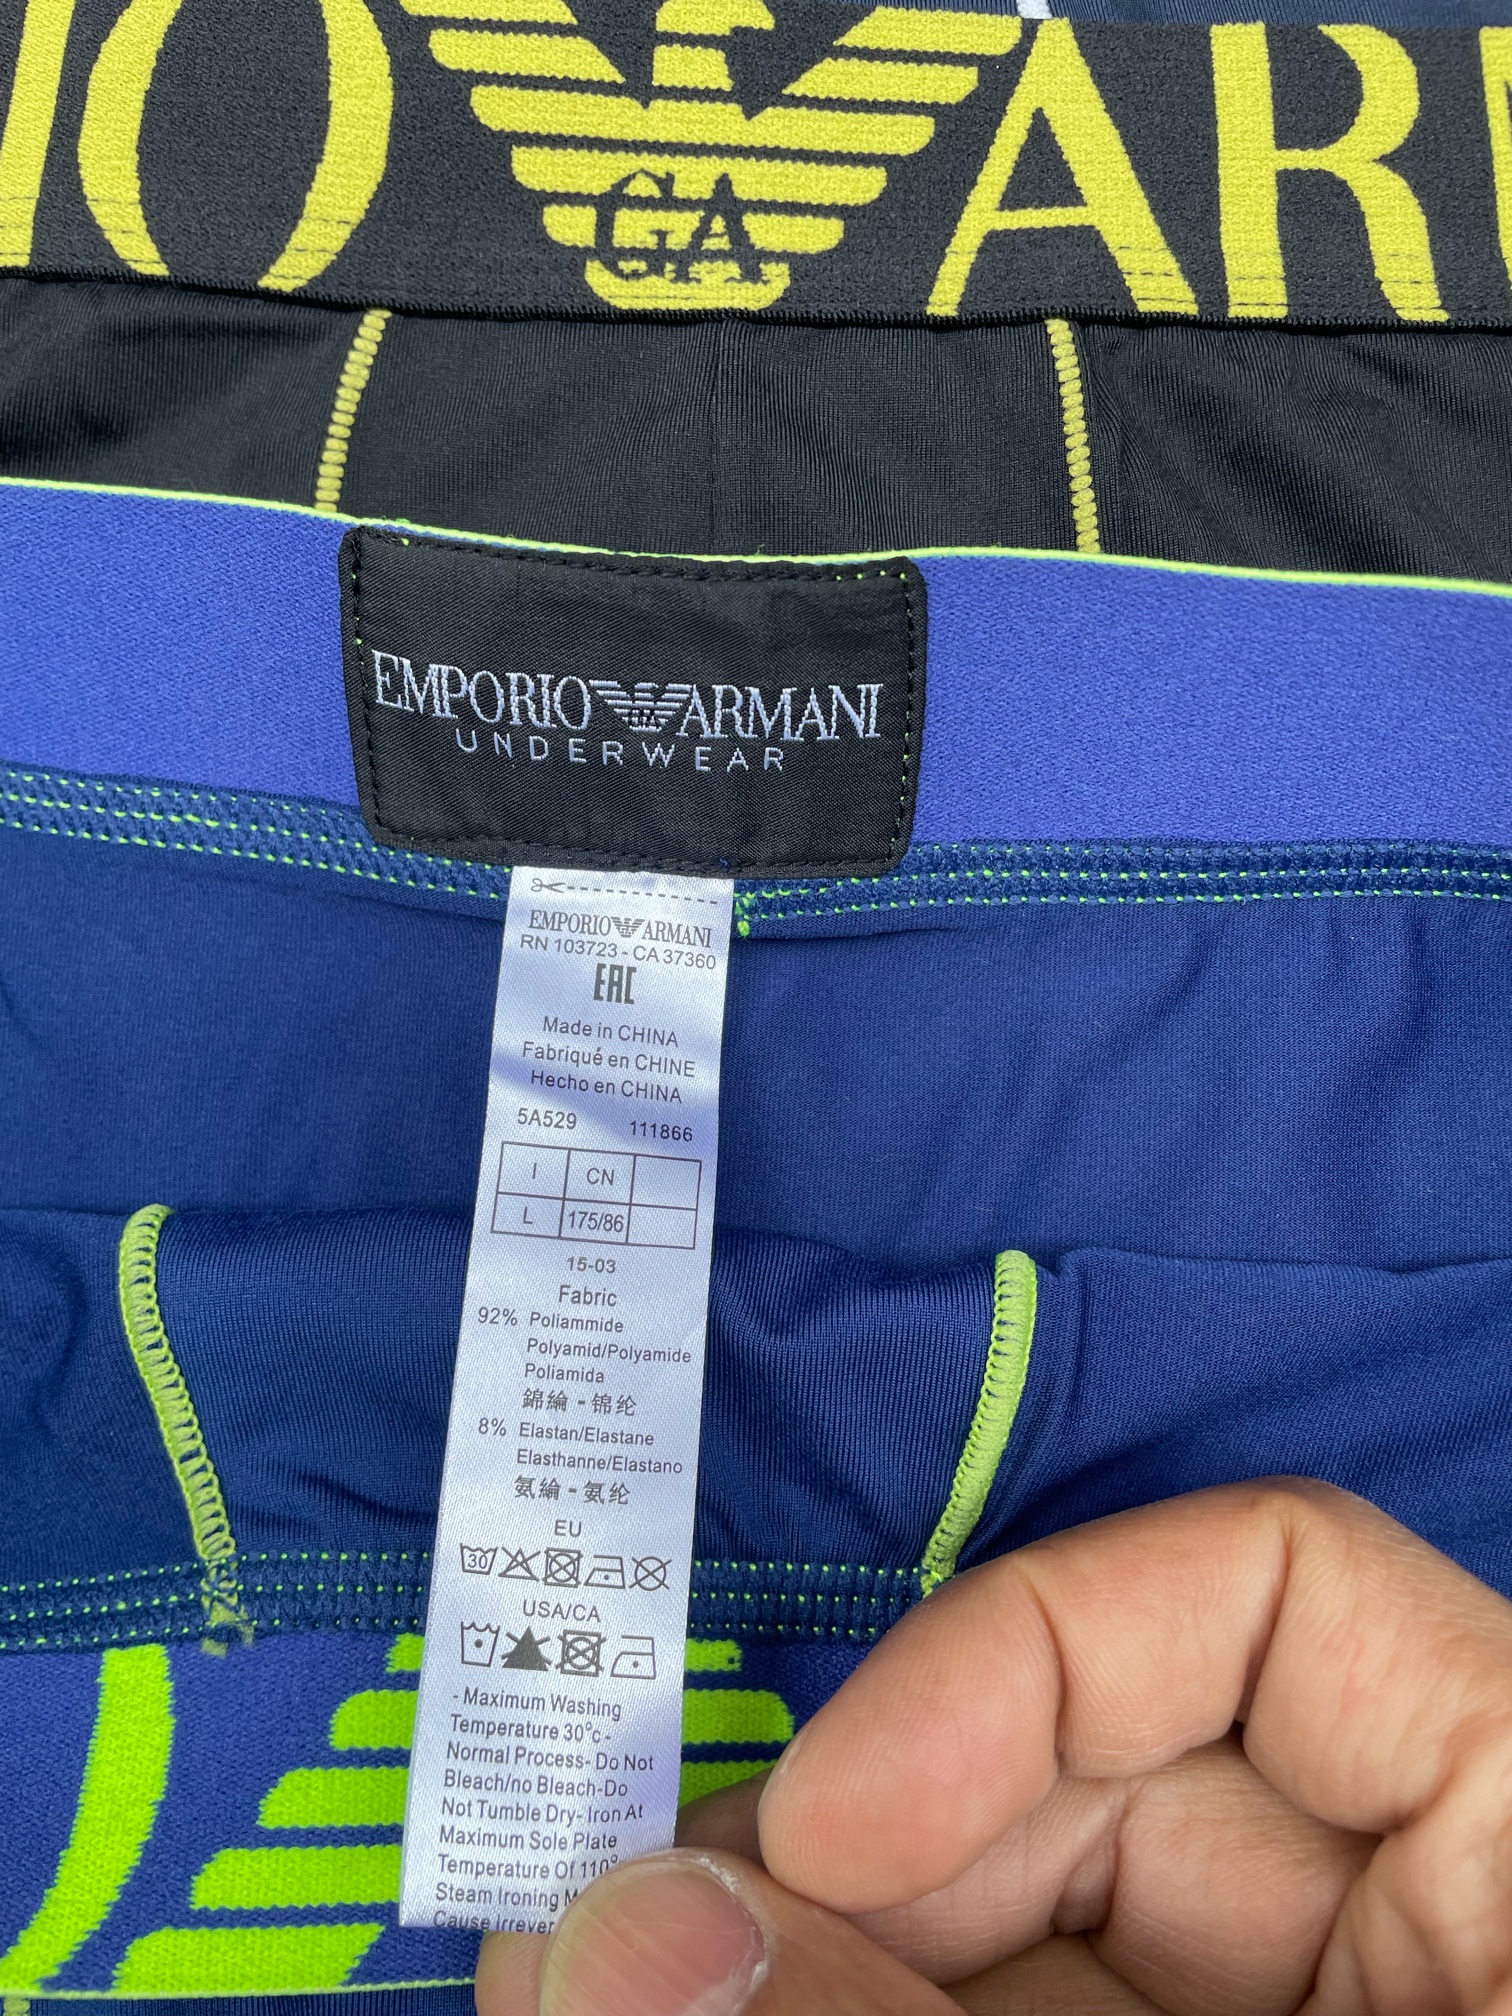 IO ARM
GA
EMPORIO ARMANI
UNDERWEAR
EMPORIO ARMANI
RN 103723 - CA 37360
EAC
Made in CHINA
Fabriqué en CHINE
Hecho en CHINA
5A529 111866
I CN
L 175/86
15-03
Fabric
92% Poliammide
Polyamid/Polyamide
Poliamida
錦綸 - 锦纶
8% Elastan/Elastane
Elasthanne/Elastano
氨綸 - 氨纶
EU
30
USA/CA
- Maximum Washing
Temperature 30°c -
Normal Process- Do Not
Bleach/no Bleach-Do
Not Tumble Dry- Iron At
Maximum Sole Plate
Temperature Of 110°
Steam Ironing
Cause